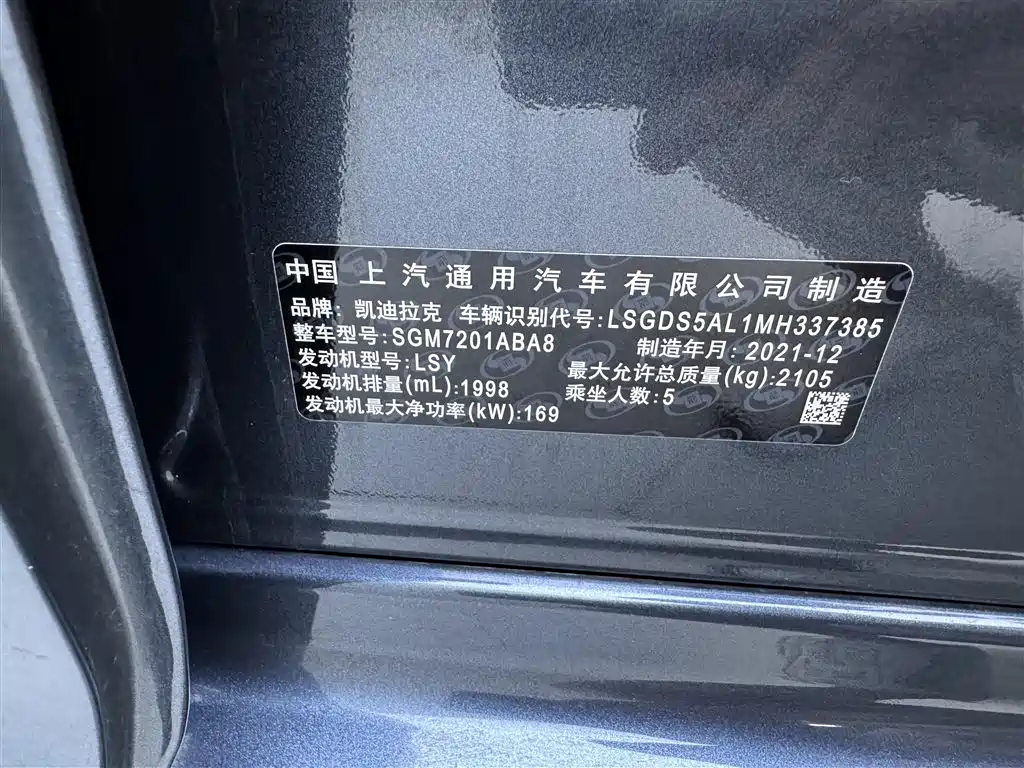 中国 上汽通用汽车有限公司制造
品牌: 凯迪拉克 车辆识别代号:LSGDS5AL1MH337385
整车型号:SGM7201ABA8 制造年月: 2021-12
发动机型号:LSY 最大允许总质量(kg):2105
发动机排量(mL):1998 乘坐人数:5
发动机最大净功率(kW):169